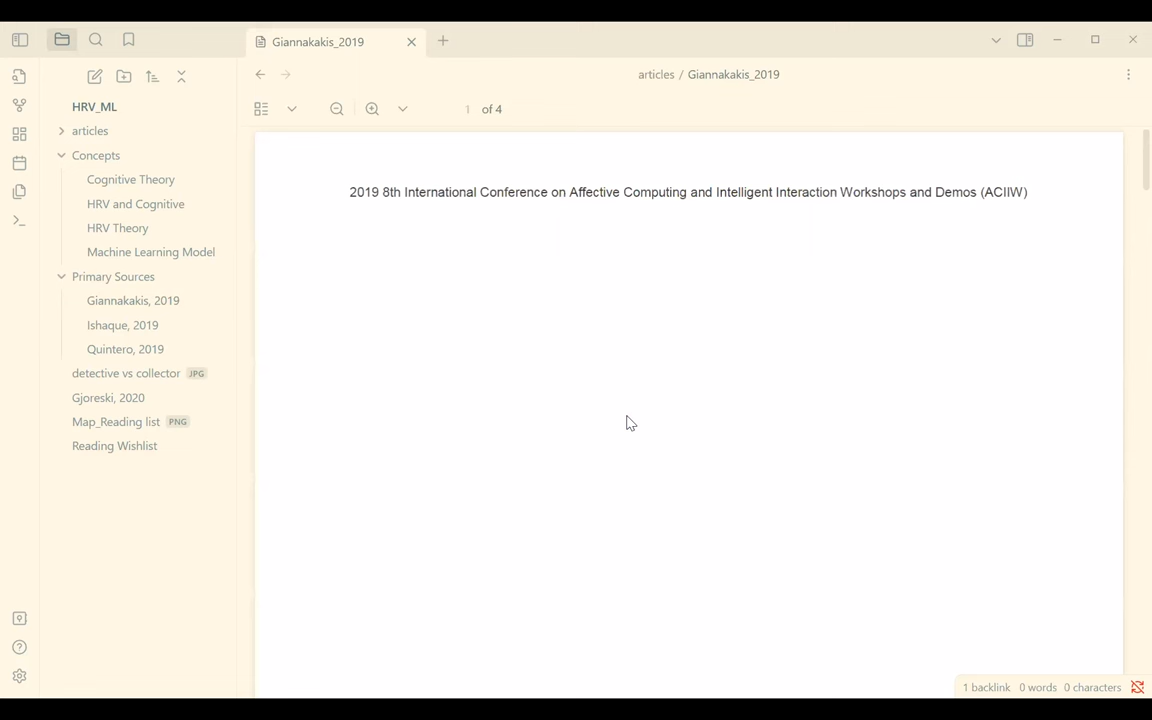 Giannakakis_2019
articles / Giannakakis_2019
HRV_ML
articles
Concepts
Cognitive Theory
HRV and Cognitive
HRV Theory
Machine Learning Model
Primary Sources
Giannakakis, 2019
Ishaque, 2019
Quintero, 2019
detective vs collector JPG
Gjoreski, 2020
Map_Reading list PNG
Reading Wishlist
1 of 4
2019 8th International Conference on Affective Computing and Intelligent Interaction Workshops and Demos (ACIIW)
1 backlink 0 words 0 characters